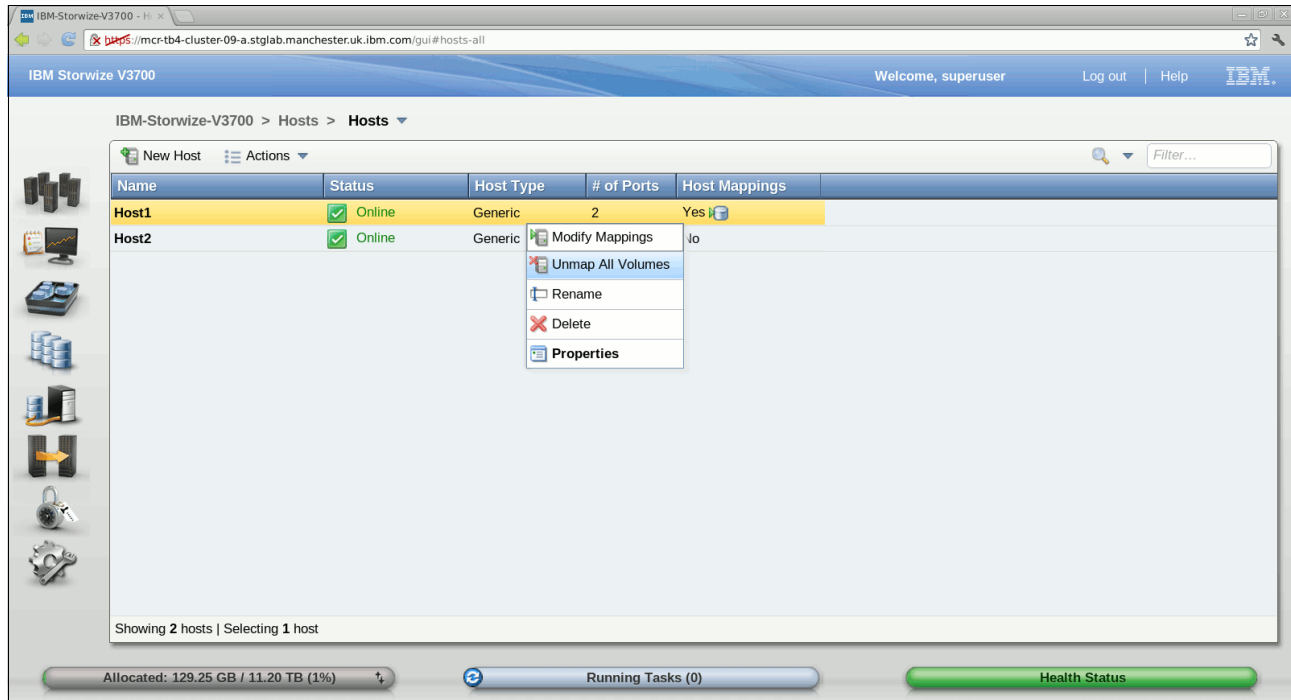 IBM-Storwize-V3700 - H
https://mcr-tb4-cluster-09-a.stglab.manchester.uk.ibm.com/gui#hosts-all
IBM Storwize V3700 Welcome, superuser Log out | Help IBM.
IBM-Storwize-V3700 > Hosts > Hosts
New Host Actions Filter...
Name Status Host Type # of Ports Host Mappings
Host1 Online Generic 2 Yes
Host2 Online Generic No
Modify Mappings
Unmap All Volumes
Rename
Delete
Properties
Showing 2 hosts | Selecting 1 host
Allocated: 129.25 GB / 11.20 TB (1%) Running Tasks (0) Health Status